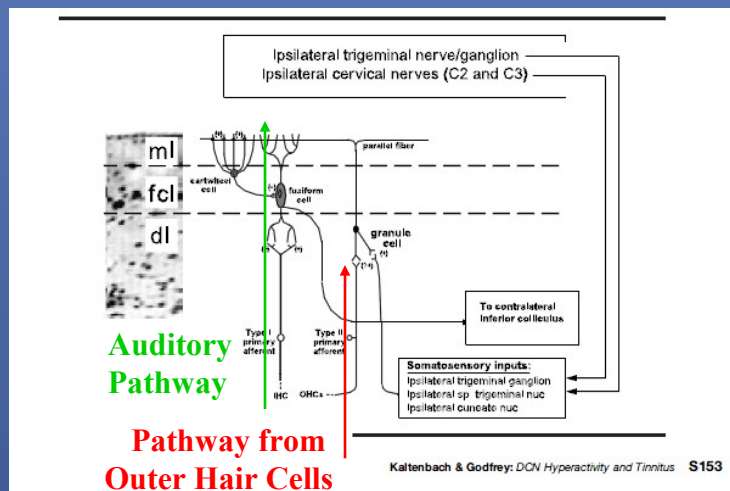 Ipsilateral trigeminal nerve/ganglion
Ipsilateral cervical nerves (C2 and C3)
parallel fiber
ml
cartwheel
cell
fcl
fuziform
cell
dl
granule
cell
To contralateral
Inferior colliculus
Type I
primary
afferent
Type II
primary
afferent
Auditory
Pathway
Somatosensory inputs:
Ipsilateral trigeminal ganglion
Ipsilateral sp trigeminal nuc
Ipsilateral cuneate nuc
IHC
OHCs
Pathway from
Outer Hair Cells
Kaltenbach & Godfrey: DCN Hyperactivity and Tinnitus S153